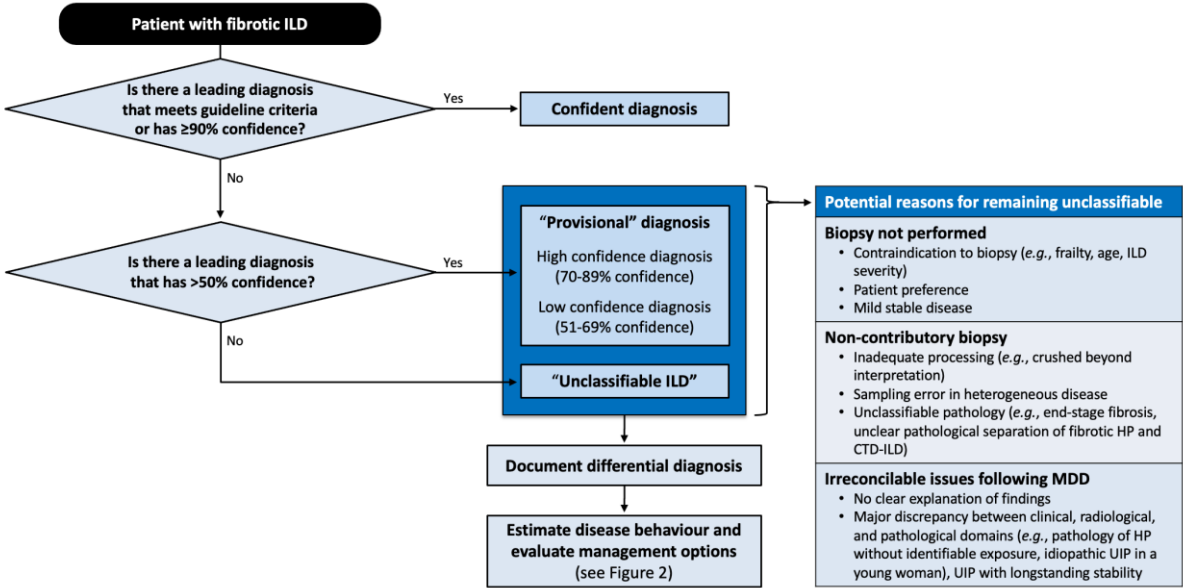 Patient with fibrotic ILD
Is there a leading diagnosis
that meets guideline criteria
or has ≥90% confidence?
Yes
Confident diagnosis
No
Is there a leading diagnosis
that has >50% confidence?
Yes
“Provisional” diagnosis
High confidence diagnosis
(70-89% confidence)
Low confidence diagnosis
(51-69% confidence)
No
“Unclassifiable ILD”
Document differential diagnosis
Estimate disease behaviour and
evaluate management options
(see Figure 2)
Potential reasons for remaining unclassifiable
Biopsy not performed
• Contraindication to biopsy (e.g., frailty, age, ILD
severity)
• Patient preference
• Mild stable disease
Non-contributory biopsy
• Inadequate processing (e.g., crushed beyond
interpretation)
• Sampling error in heterogeneous disease
• Unclassifiable pathology (e.g., end-stage fibrosis,
unclear pathological separation of fibrotic HP and
CTD-ILD)
Irreconcilable issues following MDD
• No clear explanation of findings
• Major discrepancy between clinical, radiological,
and pathological domains (e.g., pathology of HP
without identifiable exposure, idiopathic UIP in a
young woman), UIP with longstanding stability